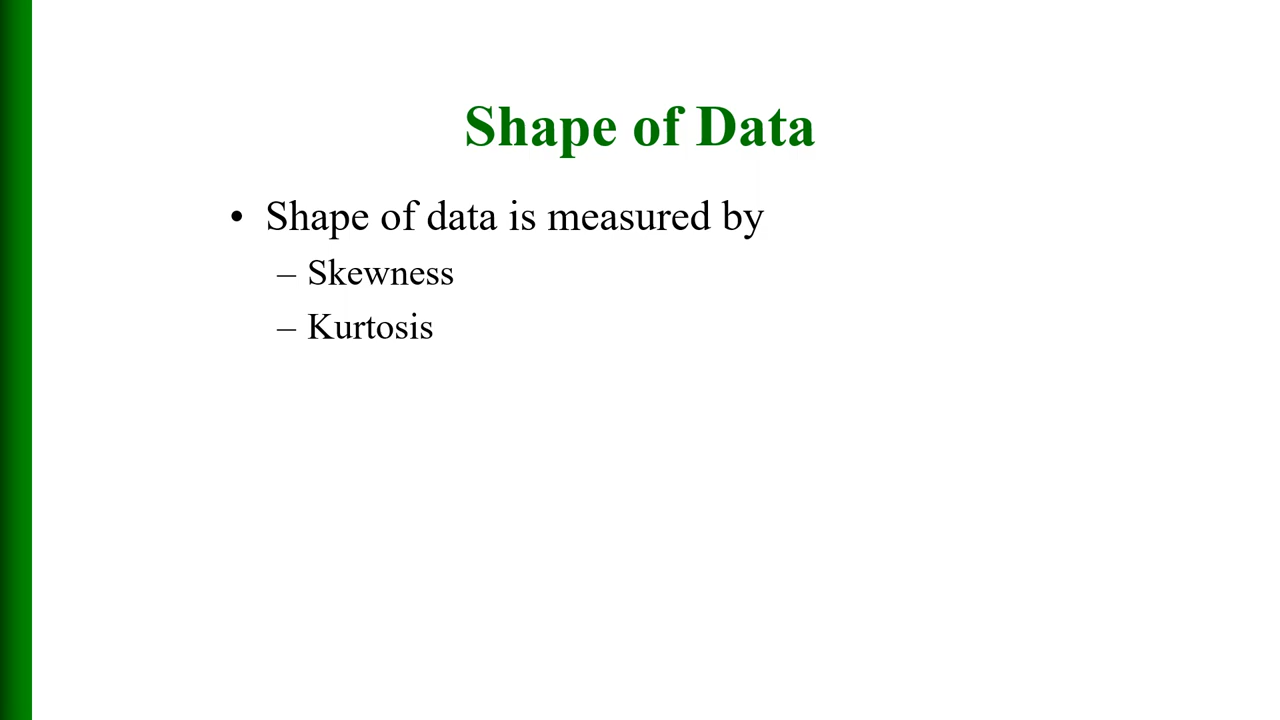 Shape of Data
• Shape of data is measured by
– Skewness
– Kurtosis